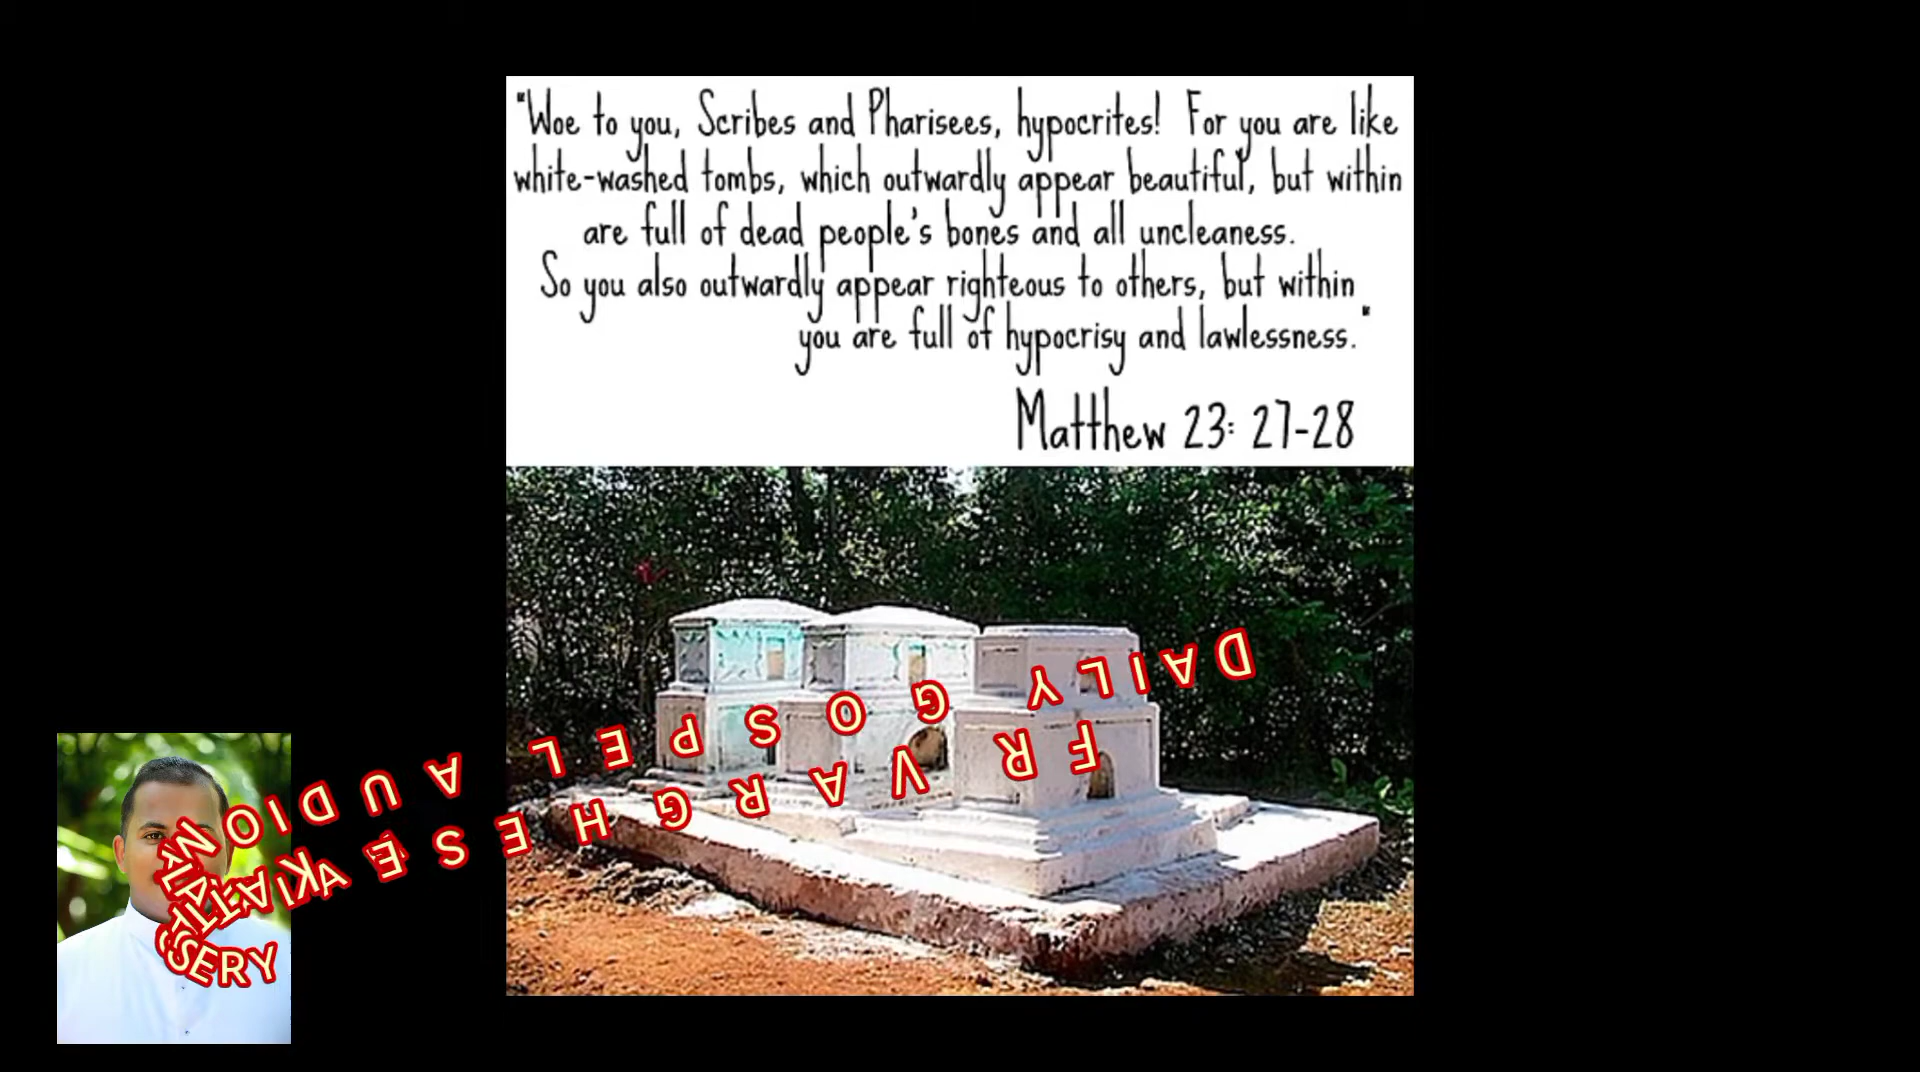 "Woe to you, Scribes and Pharisees, hypocrites! For you are like
white-washed tombs, which outwardly appear beautiful, but within
are full of dead people's bones and all uncleaness.
So you also outwardly appear righteous to others, but within
you are full of hypocrisy and lawlessness."
Matthew 23: 27-28
DAILY GOSPEL AUDIO
FR VARGHESE